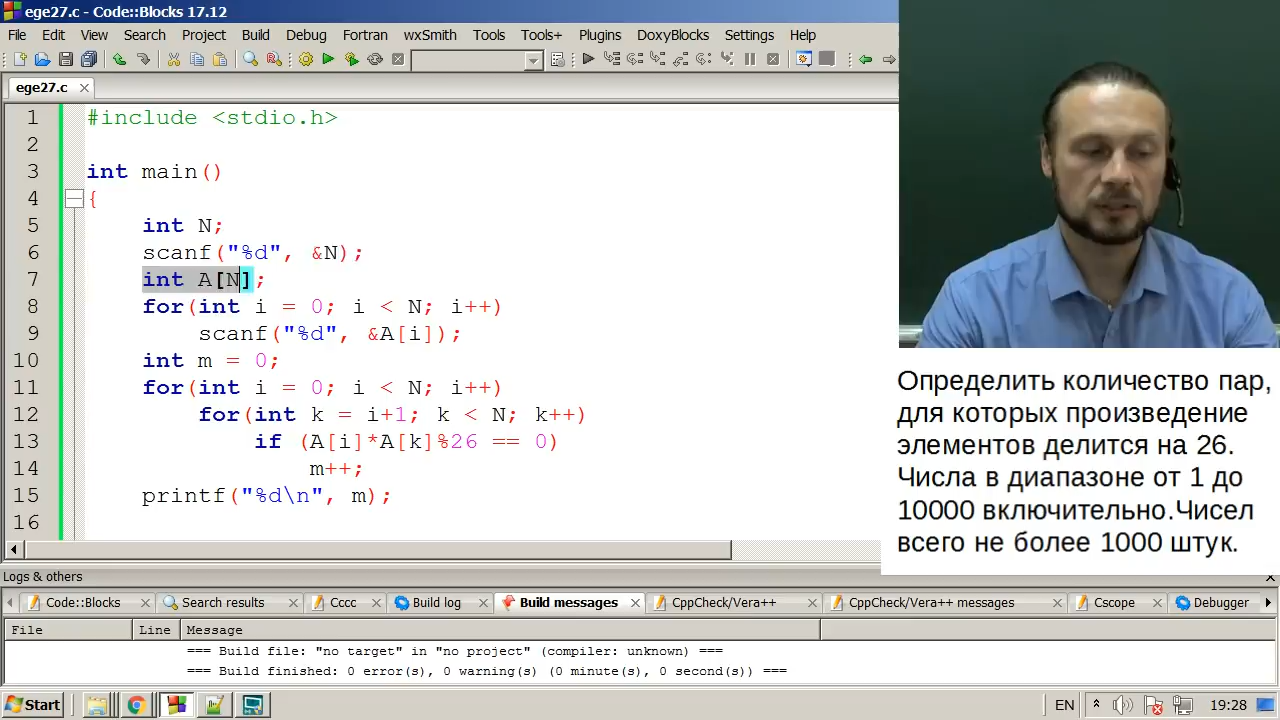 ege27.c - Code::Blocks 17.12
File Edit View Search Project Build Debug Fortran wxSmith Tools Tools+ Plugins DoxyBlocks Settings Help
ege27.c
1 #include <stdio.h>
2
3 int main()
4 {
5 int N;
6 scanf("%d", &N);
7 int A[N];
8 for(int i = 0; i < N; i++)
9 scanf("%d", &A[i]);
10 int m = 0;
11 for(int i = 0; i < N; i++)
12 for(int k = i+1; k < N; k++)
13 if (A[i]*A[k]%26 == 0)
14 m++;
15 printf("%d\n", m);
16
Определить количество пар,
для которых произведение
элементов делится на 26.
Числа в диапазоне от 1 до
10000 включительно.Чисел
всего не более 1000 штук.
Logs & others
Code::Blocks Search results Cccc Build log Build messages CppCheck/Vera++ CppCheck/Vera++ messages Cscope Debugger
File Line Message
=== Build file: "no target" in "no project" (compiler: unknown) ===
=== Build finished: 0 error(s), 0 warning(s) (0 minute(s), 0 second(s)) ===
Start EN 19:28